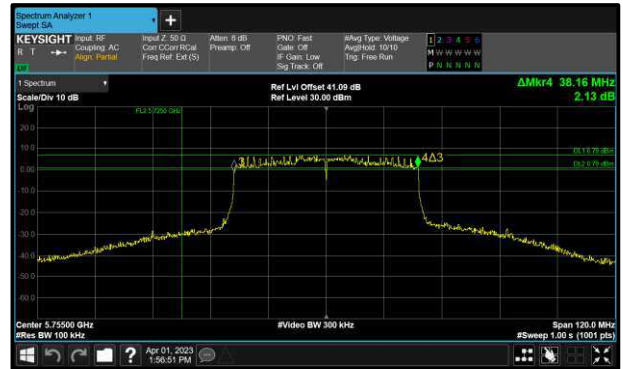 Spectrum Analyzer 1
Swept SA
KEYSIGHT
R T
Input: RF
Coupling: AC
Align: Partial
Input Z: 50 Ω
Corr CCorr RCal
Freq Ref: Ext (S)
Atten: 6 dB
Preamp: Off
PNO: Fast
Gate: Off
IF Gain: Low
Sig Track: Off
#Avg Type: Voltage
Avg|Hold: 10/10
Trig: Free Run
1 2 3 4 5 6
M W W W W W
P N N N N N
1 Spectrum
Scale/Div 10 dB
Log
Ref Lvl Offset 41.09 dB
Ref Level 30.00 dBm
ΔMkr4 38.16 MHz
2.13 dB
20.0
10.0
0.00
-10.0
-20.0
-30.0
-40.0
-50.0
-60.0
3
4Δ3
Center 5.75500 GHz
#Res BW 100 kHz
#Video BW 300 kHz
Span 120.0 MHz
#Sweep 1.00 s (1001 pts)
?
Apr 01, 2023
1:56:51 PM